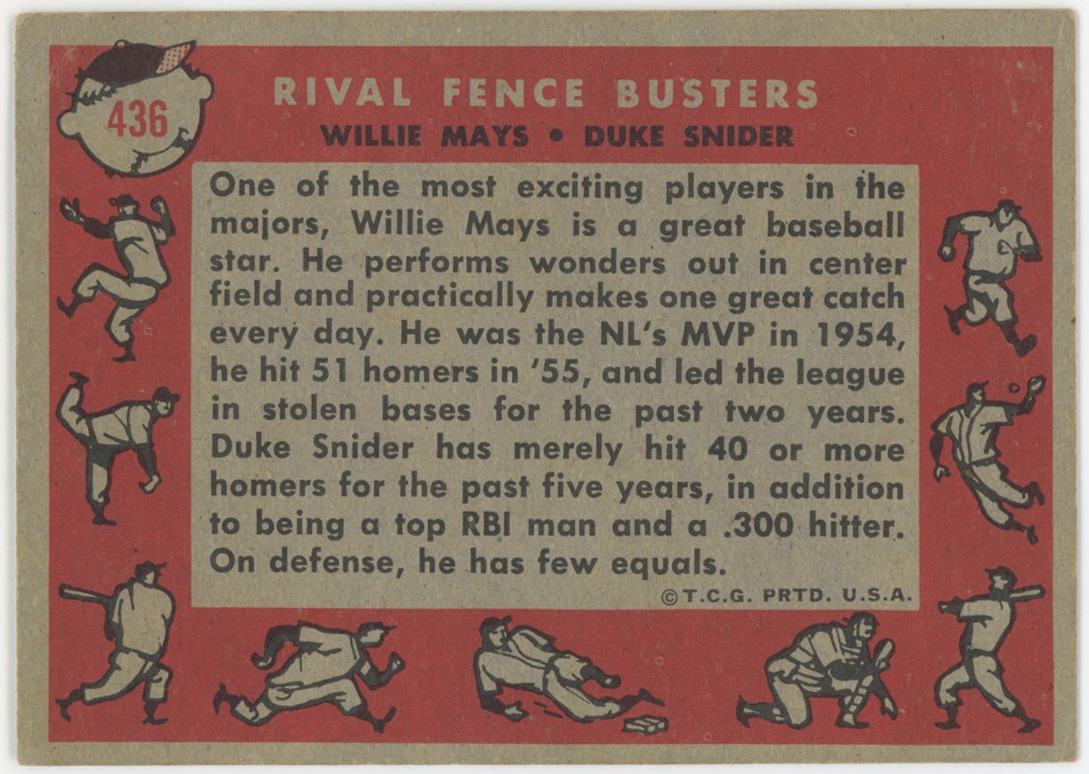 436
RIVAL FENCE BUSTERS
WILLIE MAYS • DUKE SNIDER
One of the most exciting players in the
majors, Willie Mays is a great baseball
star. He performs wonders out in center
field and practically makes one great catch
every day. He was the NL's MVP in 1954,
he hit 51 homers in '55, and led the league
in stolen bases for the past two years.
Duke Snider has merely hit 40 or more
homers for the past five years, in addition
to being a top RBI man and a .300 hitter.
On defense, he has few equals.
© T.C.G. PRTD. U.S.A.